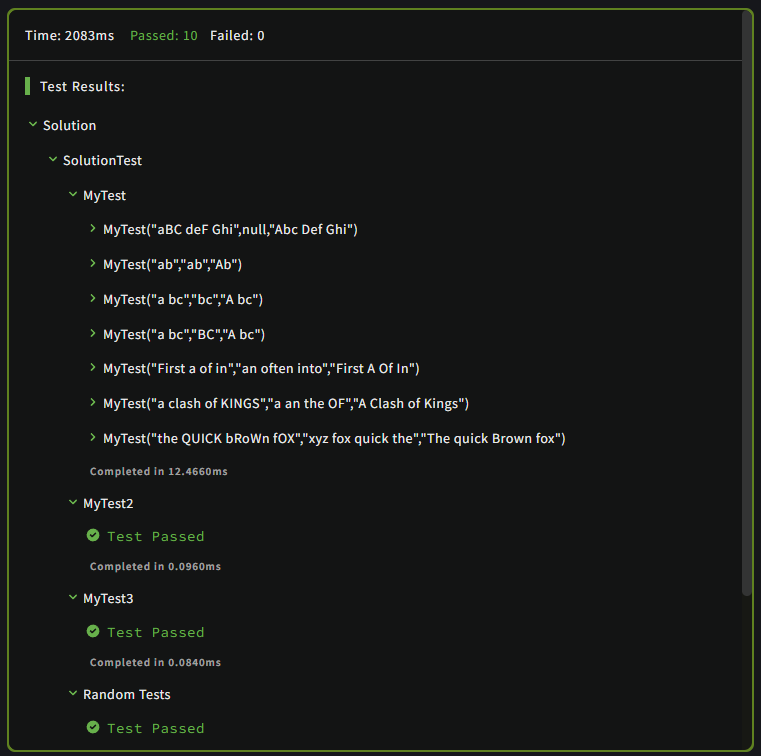 Time: 2083ms Passed: 10 Failed: 0
Test Results:
Solution
SolutionTest
MyTest
MyTest("aBC deF Ghi",null,"Abc Def Ghi")
MyTest("ab","ab","Ab")
MyTest("a bc","bc","A bc")
MyTest("a bc","BC","A bc")
MyTest("First a of in","an often into","First A Of In")
MyTest("a clash of KINGS","a an the OF","A Clash of Kings")
MyTest("the QUICK bRoWn fOX","xyz fox quick the","The quick Brown fox")
Completed in 12.4660ms
MyTest2
Test Passed
Completed in 0.0960ms
MyTest3
Test Passed
Completed in 0.0840ms
Random Tests
Test Passed